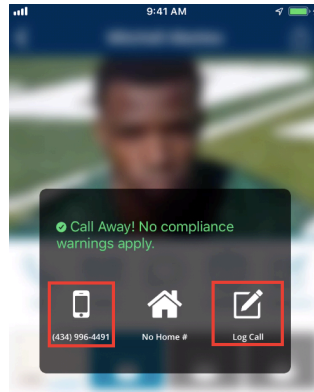 9:41 AM
Call Away! No compliance
warnings apply.
(434) 996-4491
No Home #
Log Call